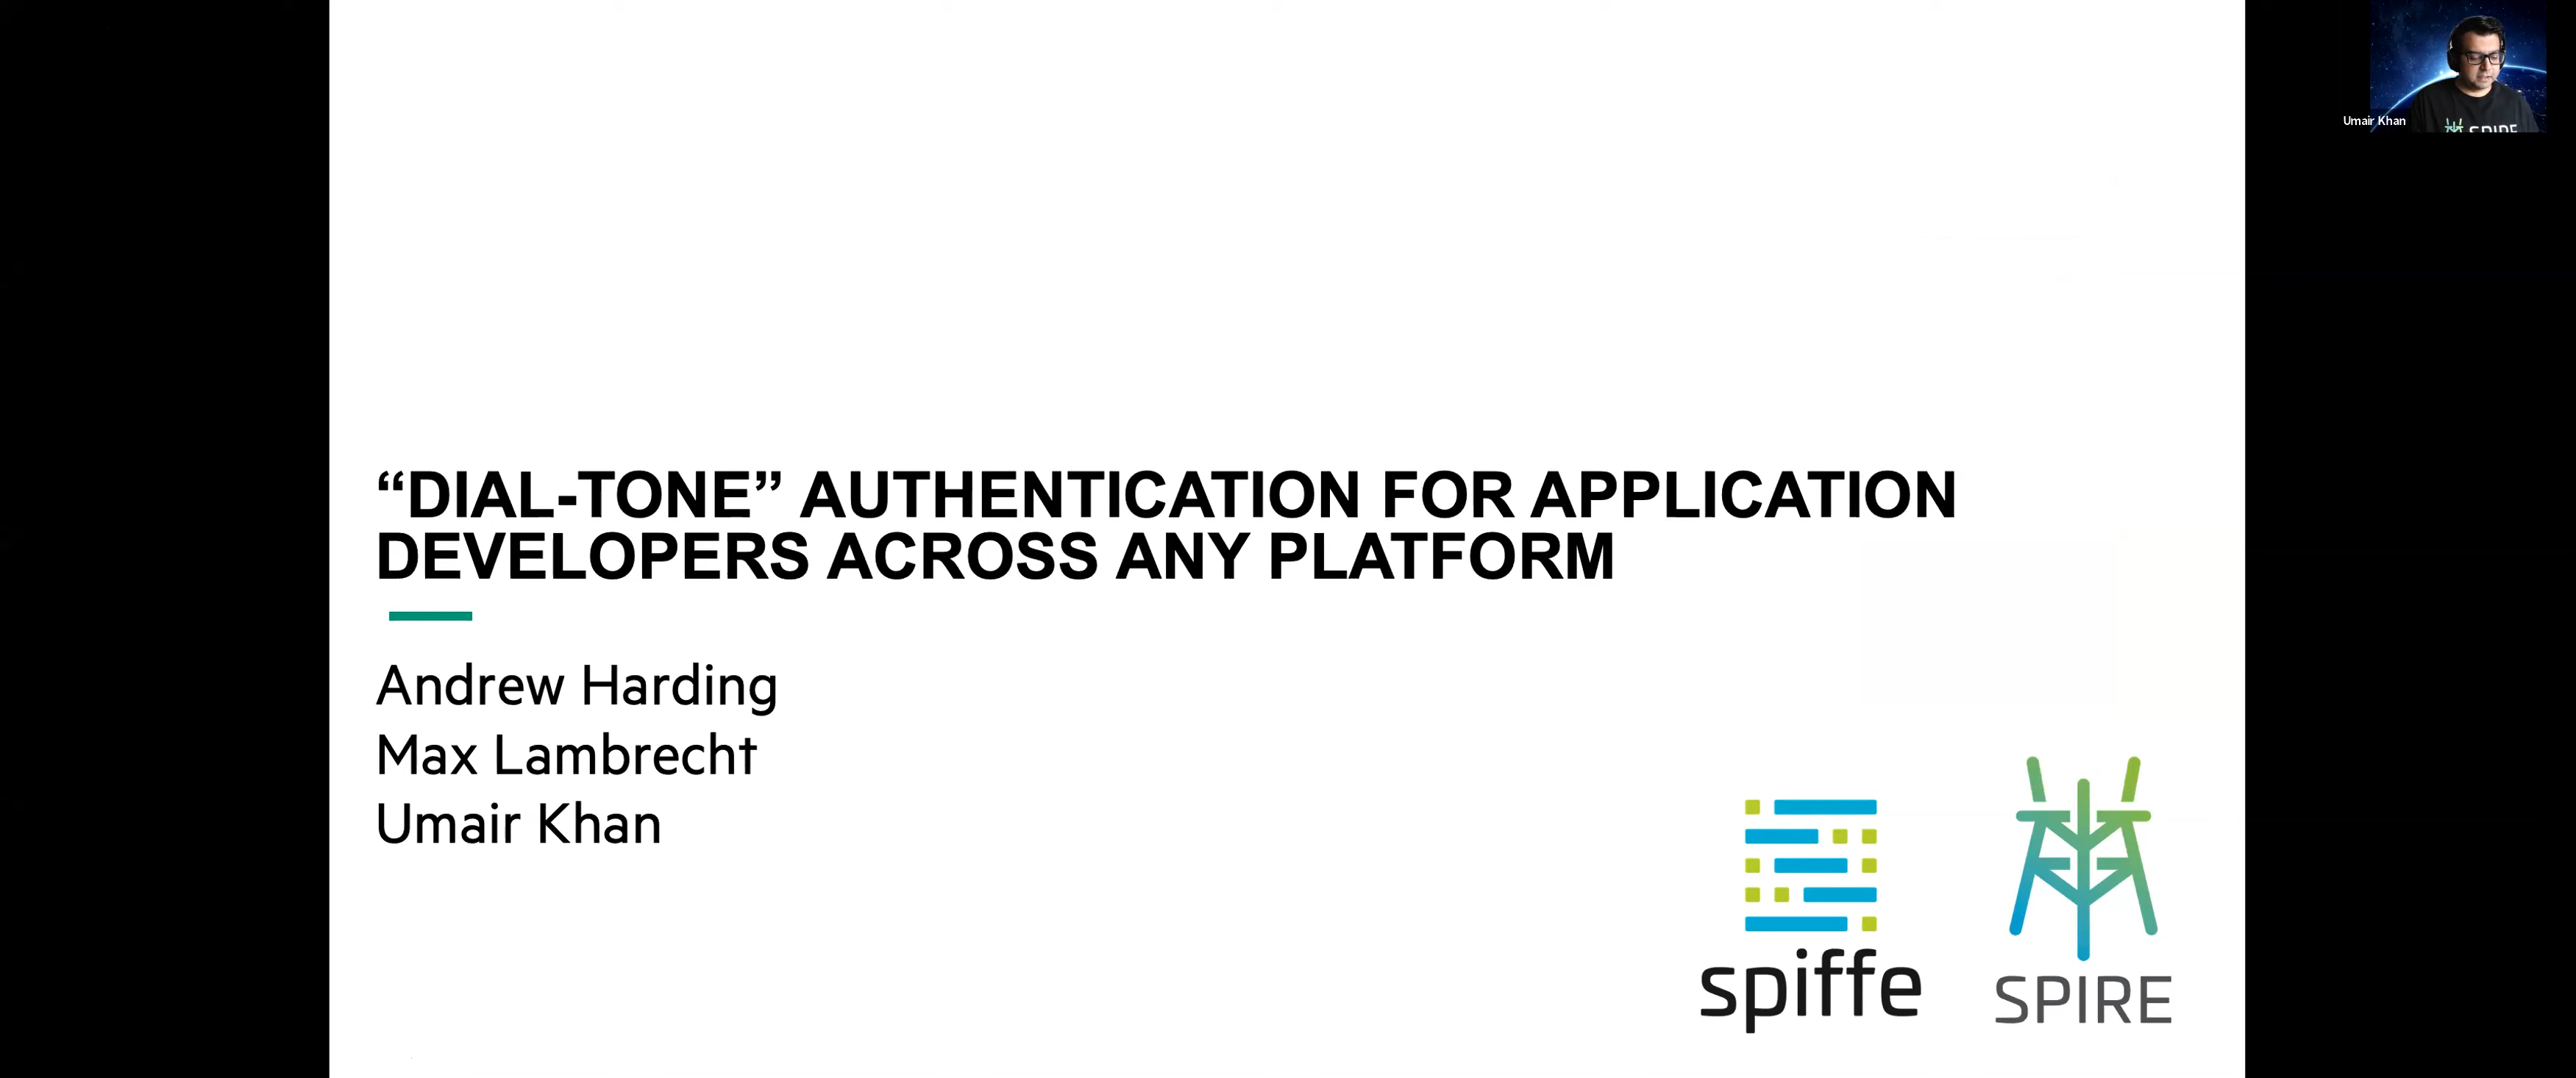 “DIAL-TONE” AUTHENTICATION FOR APPLICATION
DEVELOPERS ACROSS ANY PLATFORM
Andrew Harding
Max Lambrecht
Umair Khan
spiffe
SPIRE
Umair Khan
SPIRE